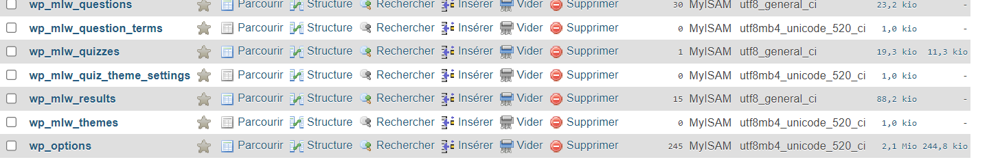 wp_mlw_questions Parcourir Structure Rechercher Insérer Vider Supprimer 30 MyISAM utf8_general_ci 23,2 kio -
wp_mlw_question_terms Parcourir Structure Rechercher Insérer Vider Supprimer 0 MyISAM utf8mb4_unicode_520_ci 1,0 kio -
wp_mlw_quizzes Parcourir Structure Rechercher Insérer Vider Supprimer 1 MyISAM utf8_general_ci 19,3 kio 11,3 kio
wp_mlw_quiz_theme_settings Parcourir Structure Rechercher Insérer Vider Supprimer 0 MyISAM utf8mb4_unicode_520_ci 1,0 kio -
wp_mlw_results Parcourir Structure Rechercher Insérer Vider Supprimer 15 MyISAM utf8_general_ci 88,2 kio -
wp_mlw_themes Parcourir Structure Rechercher Insérer Vider Supprimer 0 MyISAM utf8mb4_unicode_520_ci 1,0 kio -
wp_options Parcourir Structure Rechercher Insérer Vider Supprimer 245 MyISAM utf8mb4_unicode_520_ci 2,1 Mio 244,8 kio